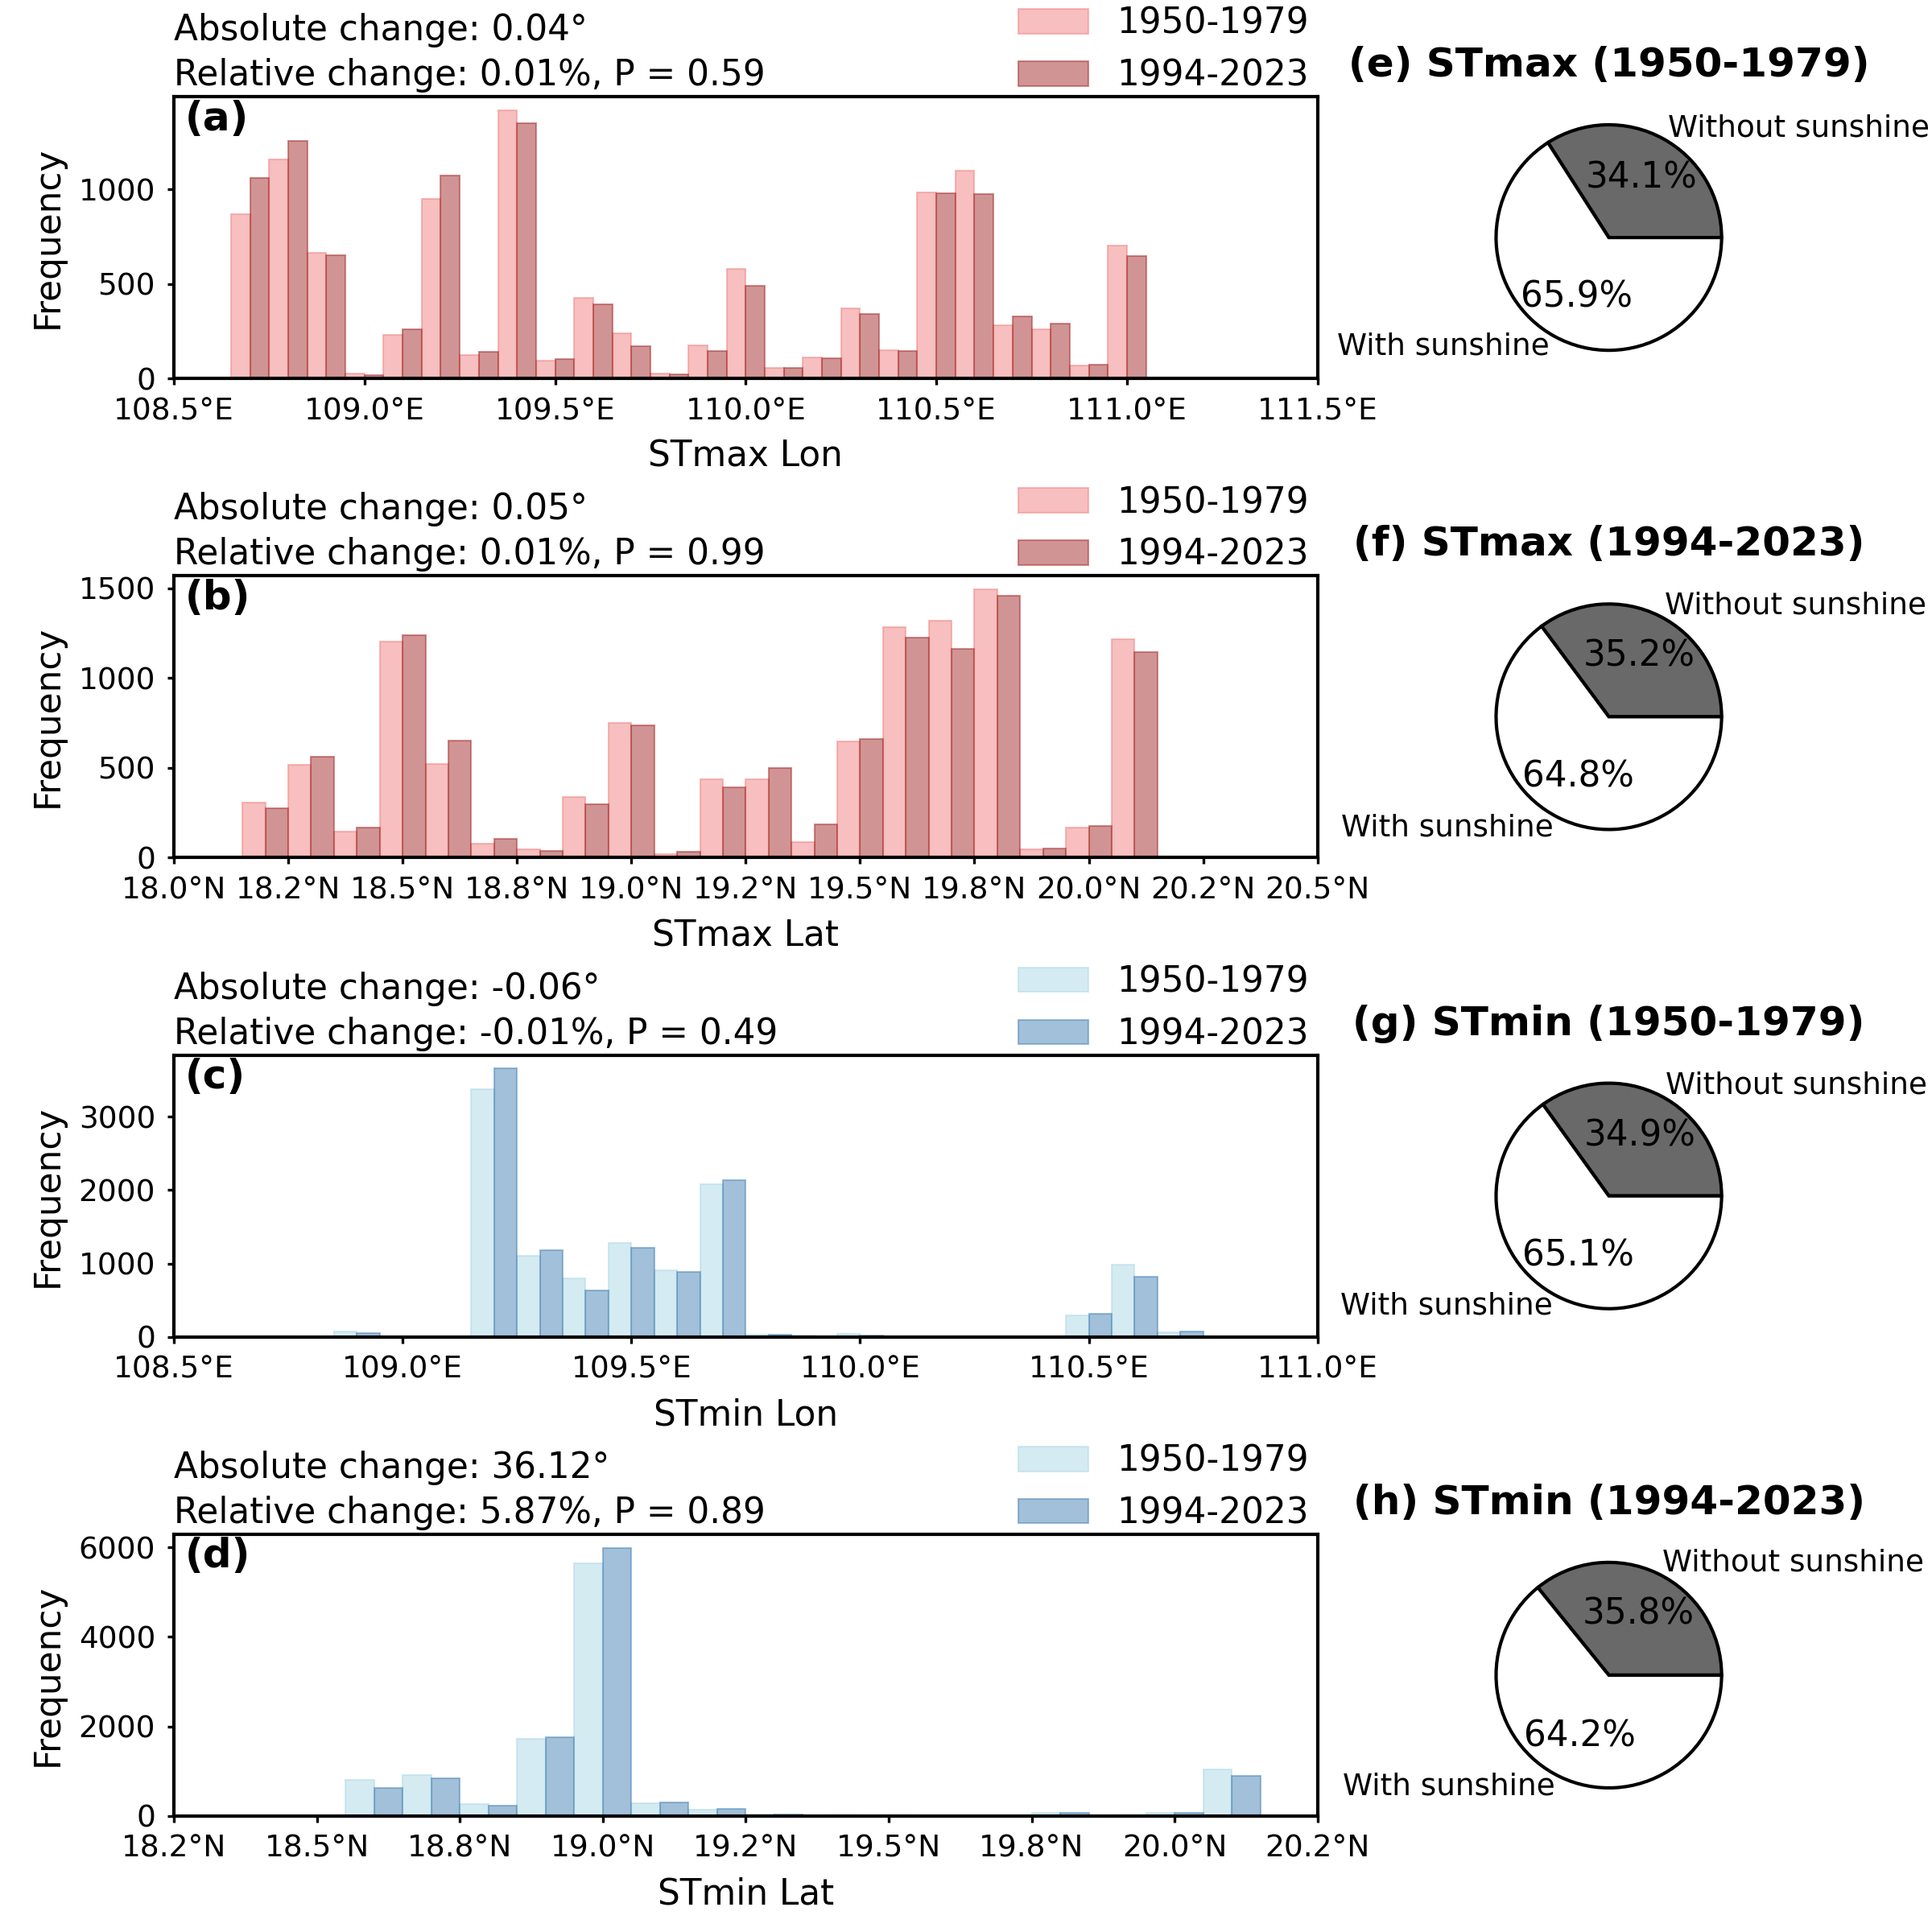 Absolute change: 0.04°
Relative change: 0.01%, P = 0.59
1950-1979
1994-2023
(a)
Frequency
1000
500
0
108.5°E 109.0°E 109.5°E 110.0°E 110.5°E 111.0°E 111.5°E
STmax Lon
(e) STmax (1950-1979)
Without sunshine
34.1%
65.9%
With sunshine
Absolute change: 0.05°
Relative change: 0.01%, P = 0.99
1950-1979
1994-2023
(b)
Frequency
1500
1000
500
0
18.0°N 18.2°N 18.5°N 18.8°N 19.0°N 19.2°N 19.5°N 19.8°N 20.0°N 20.2°N 20.5°N
STmax Lat
(f) STmax (1994-2023)
Without sunshine
35.2%
64.8%
With sunshine
Absolute change: -0.06°
Relative change: -0.01%, P = 0.49
1950-1979
1994-2023
(c)
Frequency
3000
2000
1000
0
108.5°E 109.0°E 109.5°E 110.0°E 110.5°E 111.0°E
STmin Lon
(g) STmin (1950-1979)
Without sunshine
34.9%
65.1%
With sunshine
Absolute change: 36.12°
Relative change: 5.87%, P = 0.89
1950-1979
1994-2023
(d)
Frequency
6000
4000
2000
0
18.2°N 18.5°N 18.8°N 19.0°N 19.2°N 19.5°N 19.8°N 20.0°N 20.2°N
STmin Lat
(h) STmin (1994-2023)
Without sunshine
35.8%
64.2%
With sunshine